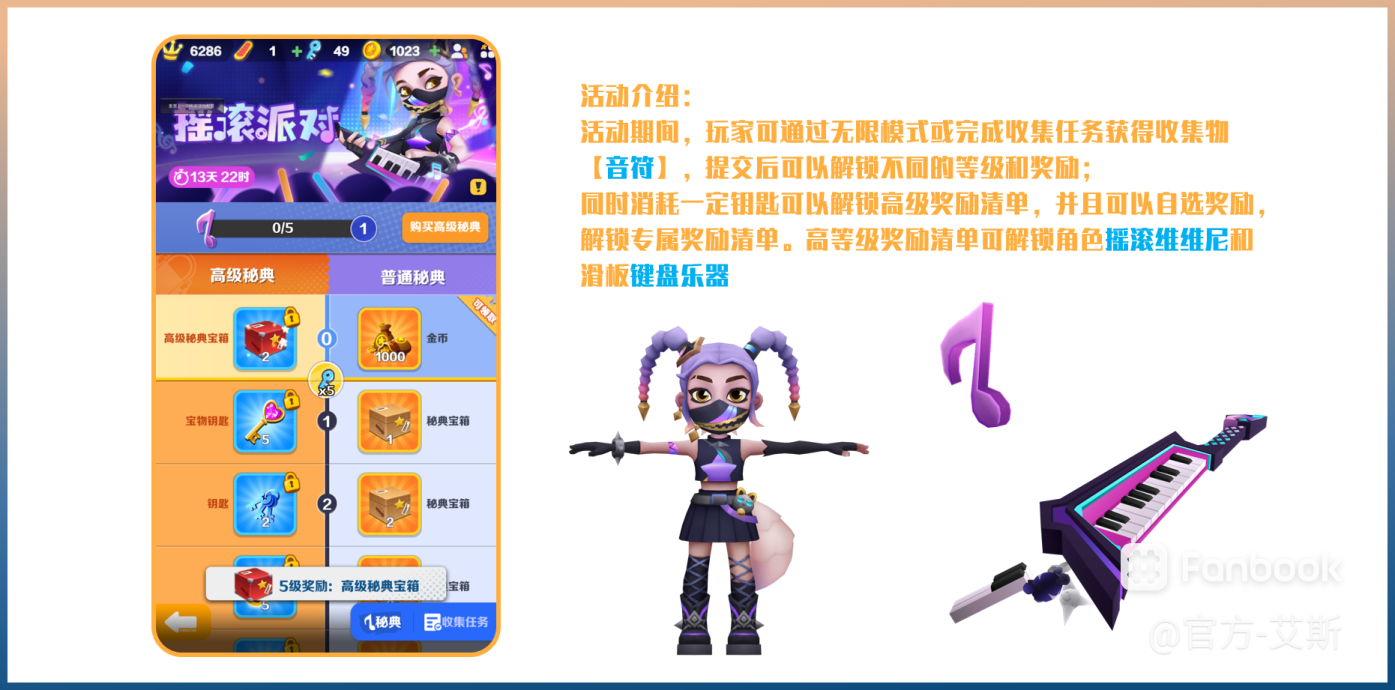 6286
1
49
1023
摇滚派对
13天 22时
0/5
1
购买高级秘典
高级秘典
普通秘典
可领取
高级秘典宝箱
2
0
1000
金币
x5
宝物钥匙
5
1
1
秘典宝箱
钥匙
2
2
2
秘典宝箱
5级奖励：高级秘典宝箱
宝箱
5
秘典
收集任务
活动介绍：
活动期间，玩家可通过无限模式或完成收集任务获得收集物
【音符】，提交后可以解锁不同的等级和奖励；
同时消耗一定钥匙可以解锁高级奖励清单，并且可以自选奖励，
解锁专属奖励清单。高等级奖励清单可解锁角色摇滚维维尼和
滑板键盘乐器
Fanbook
@官方-艾斯